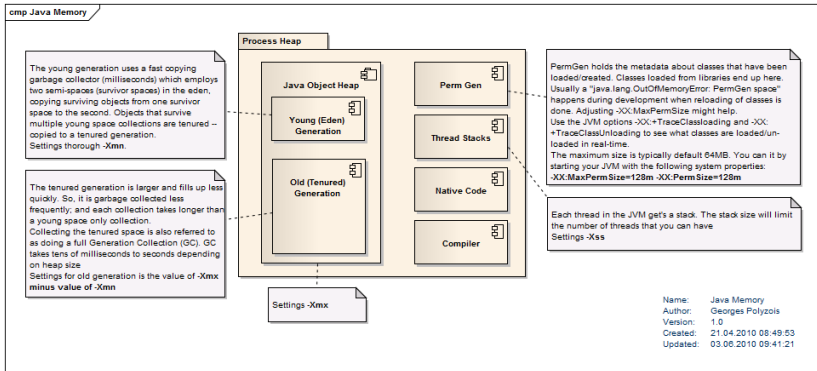 cmp Java Memory
The young generation uses a fast copying
garbage collector (milliseconds) which employs
two semi-spaces (survivor spaces) in the eden,
copying surviving objects from one survivor
space to the second. Objects that survive
multiple young space collections are tenured --
copied to a tenured generation.
Settings thorough -Xmn.
The tenured generation is larger and fills up less
quickly. So, it is garbage collected less
frequently; and each collection takes longer than
a young space only collection.
Collecting the tenured space is also referred to
as doing a full Generation Collection (GC). GC
takes tens of milliseconds to seconds depending
on heap size
Settings for old generation is the value of -Xmx
minus value of -Xmn
Process Heap
Java Object Heap
Young (Eden)
Generation
Old (Tenured)
Generation
Perm Gen
Thread Stacks
Native Code
Compiler
Settings -Xmx
PermGen holds the metadata about classes that have been
loaded/created. Classes loaded from libraries end up here.
Usually a "java.lang.OutOfMemoryError: PermGen space"
happens during development when reloading of classes is
done. Adjusting -XX:MaxPermSize might help.
Use the JVM options -XX:+TraceClassloading and -XX:
+TraceClassUnloading to see what classes are loaded/un-
loaded in real-time.
The maximum size is typically default 64MB. You can it by
starting your JVM with the following system properties:
-XX:MaxPermSize=128m -XX:PermSize=128m
Each thread in the JVM get's a stack. The stack size will limit
the number of threads that you can have
Settings -Xss
Name: Java Memory
Author: Georges Polyzois
Version: 1.0
Created: 21.04.2010 08:49:53
Updated: 03.06.2010 09:41:21